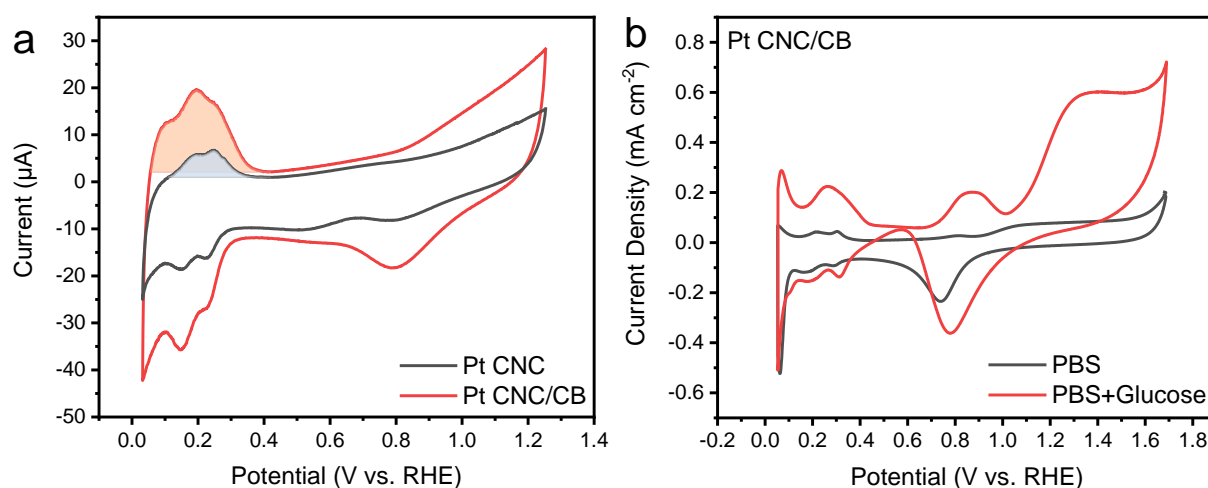 a
Current (μA)
30
20
10
0
-10
-20
-30
-40
-50
Pt CNC
Pt CNC/CB
0.0 0.2 0.4 0.6 0.8 1.0 1.2 1.4
Potential (V vs. RHE)
b
Pt CNC/CB
Current Density (mA cm-2)
0.8
0.6
0.4
0.2
0.0
-0.2
-0.4
-0.6
PBS
PBS+Glucose
-0.2 0.0 0.2 0.4 0.6 0.8 1.0 1.2 1.4 1.6 1.8
Potential (V vs. RHE)